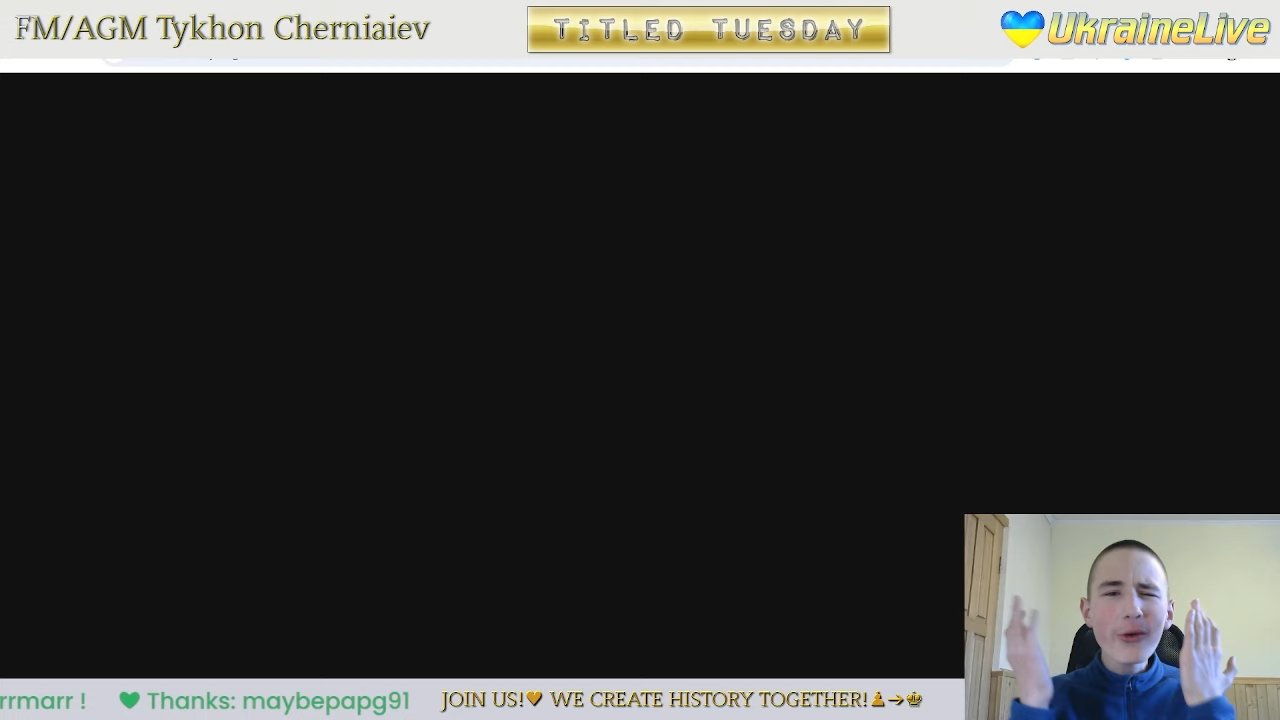 FM/AGM Tykhon Cherniaiev
TITLED TUESDAY
UkraineLive
rrmarr !
Thanks: maybepapg91
JOIN US!🧡 WE CREATE HISTORY TOGETHER!♟→♚